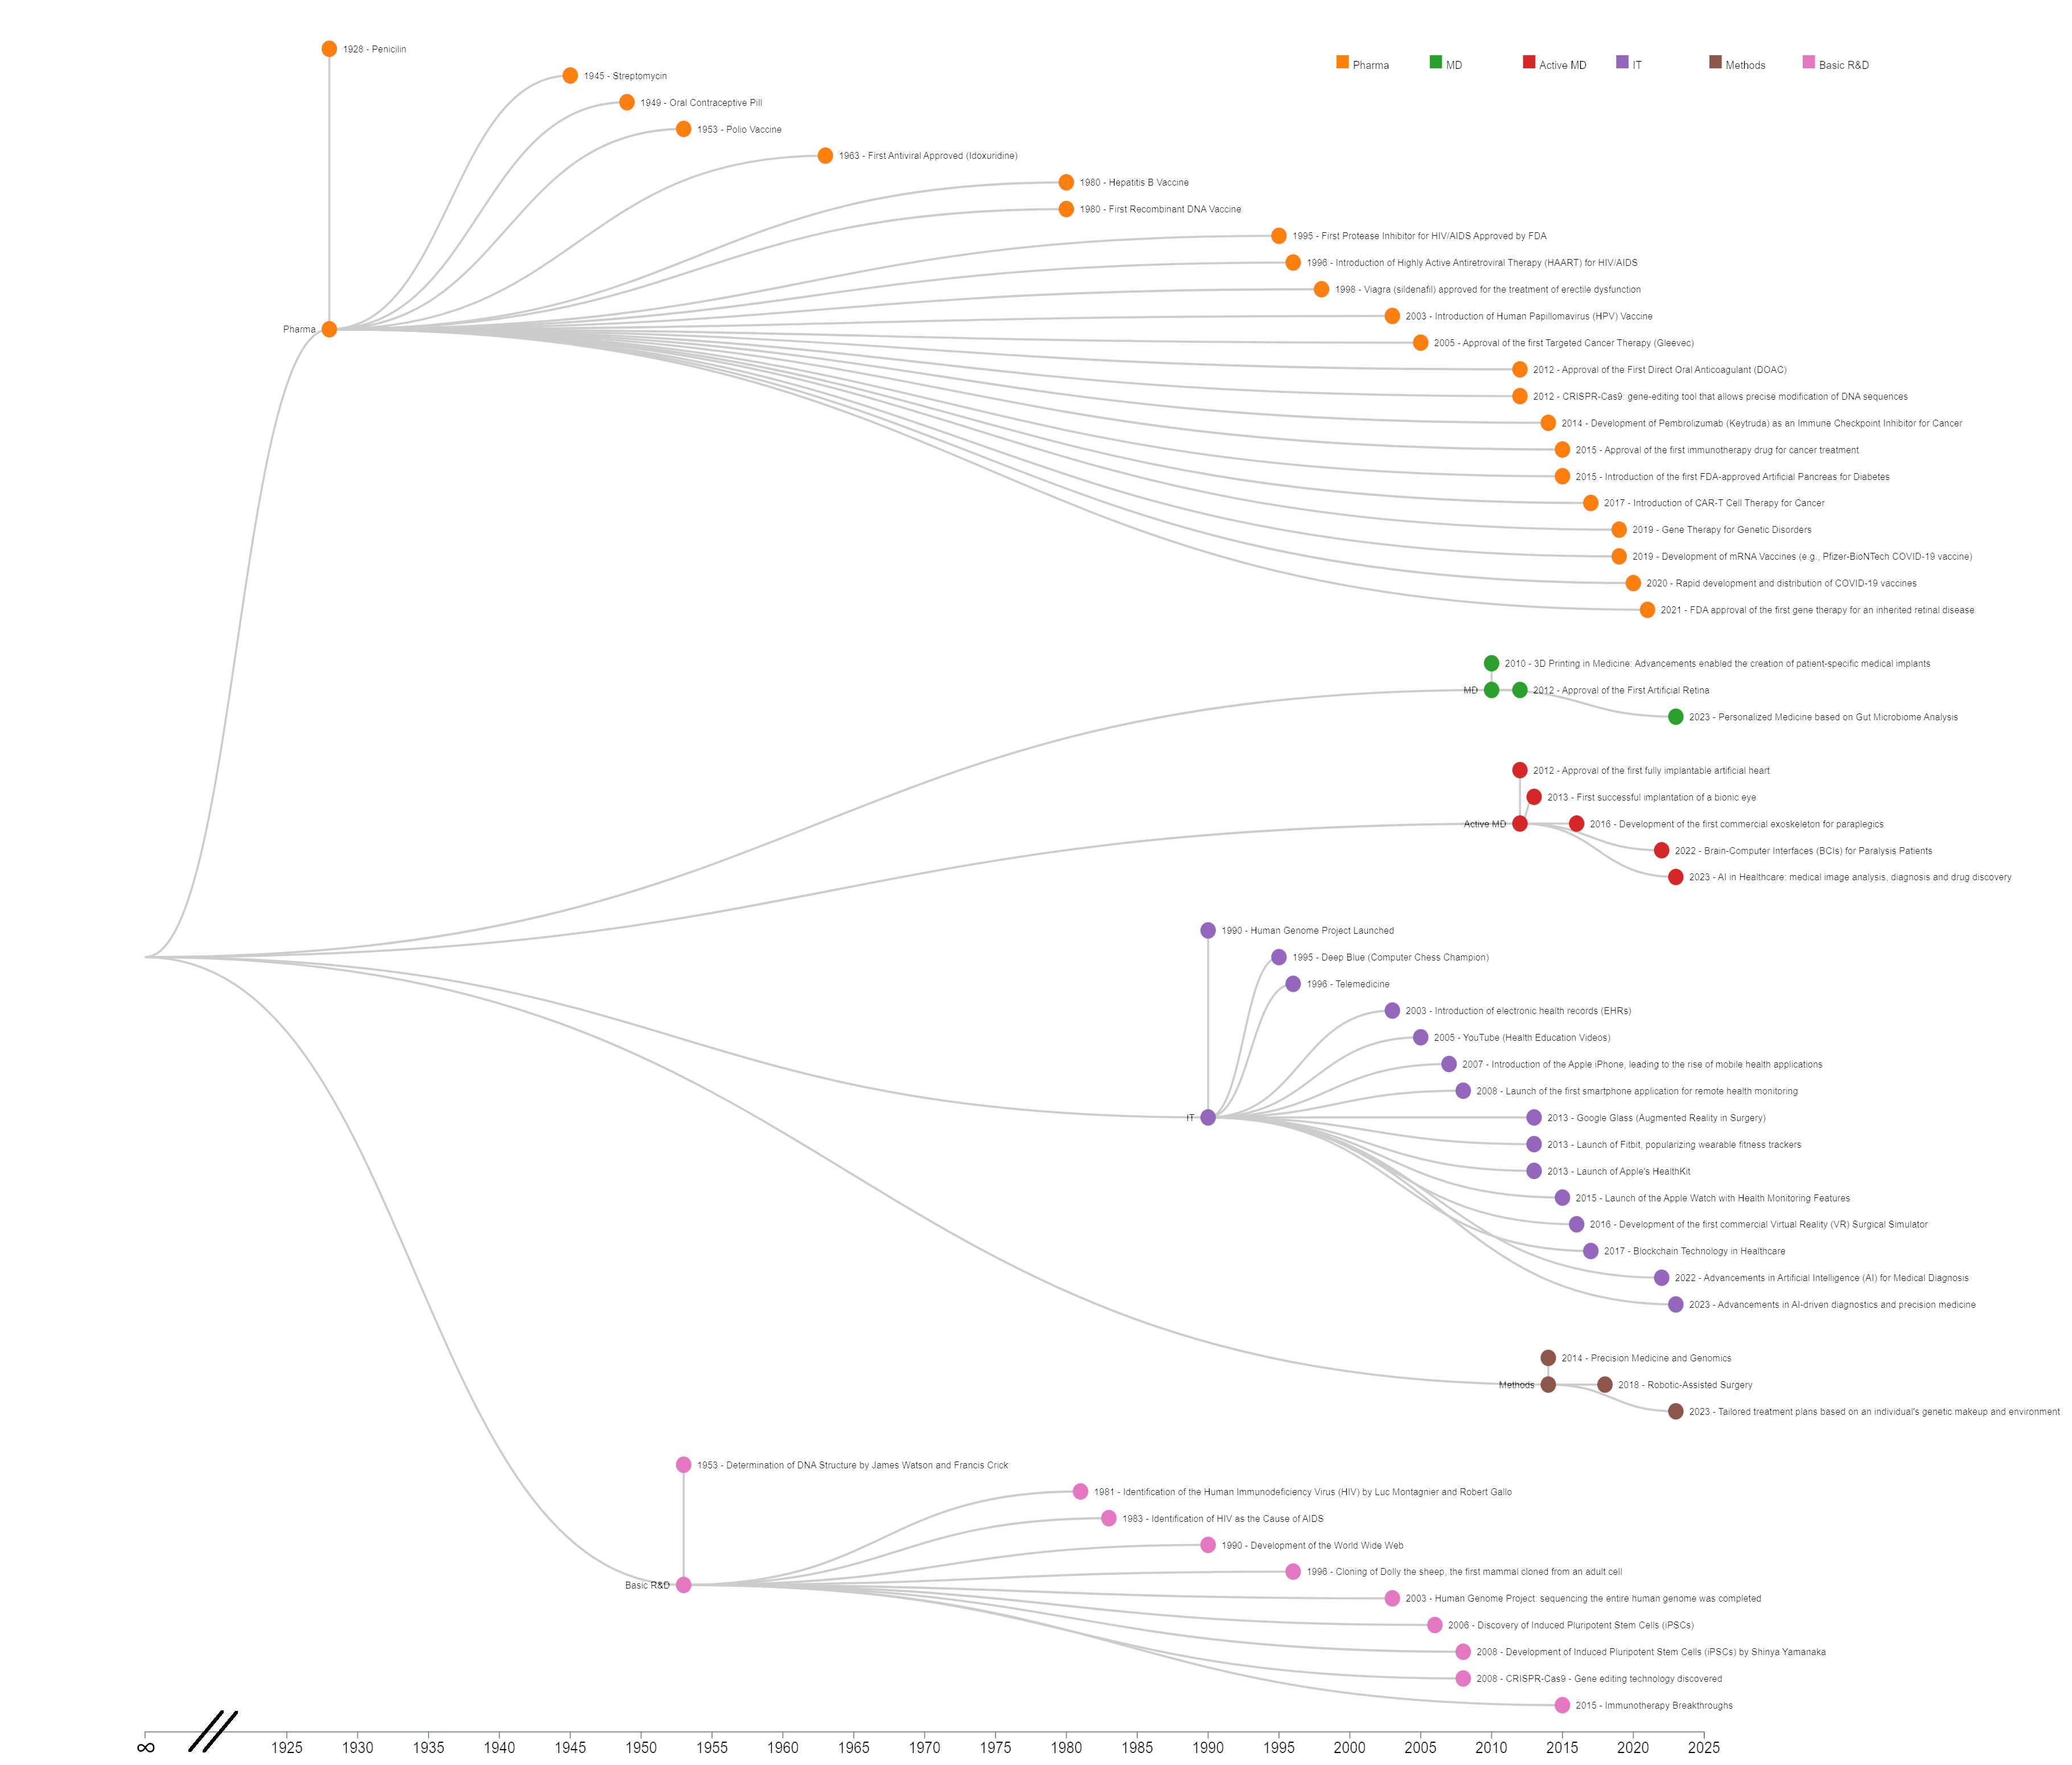 1928 - Penicilin
Pharma
MD
Active MD
IT
Methods
Basic R&D
1945 - Streptomycin
1949 - Oral Contraceptive Pill
1953 - Polio Vaccine
1963 - First Antiviral Approved (Idoxuridine)
1980 - Hepatitis B Vaccine
1980 - First Recombinant DNA Vaccine
1995 - First Protease Inhibitor for HIV/AIDS Approved by FDA
1996 - Introduction of Highly Active Antiretroviral Therapy (HAART) for HIV/AIDS
1998 - Viagra (sildenafil) approved for the treatment of erectile dysfunction
2003 - Introduction of Human Papillomavirus (HPV) Vaccine
Pharma
2005 - Approval of the first Targeted Cancer Therapy (Gleevec)
2012 - Approval of the First Direct Oral Anticoagulant (DOAC)
2012 - CRISPR-Cas9: gene-editing tool that allows precise modification of DNA sequences
2014 - Development of Pembrolizumab (Keytruda) as an Immune Checkpoint Inhibitor for Cancer
2015 - Approval of the first immunotherapy drug for cancer treatment
2015 - Introduction of the first FDA-approved Artificial Pancreas for Diabetes
2017 - Introduction of CAR-T Cell Therapy for Cancer
2019 - Gene Therapy for Genetic Disorders
2019 - Development of mRNA Vaccines (e.g., Pfizer-BioNTech COVID-19 vaccine)
2020 - Rapid development and distribution of COVID-19 vaccines
2021 - FDA approval of the first gene therapy for an inherited retinal disease
2010 - 3D Printing in Medicine: Advancements enabled the creation of patient-specific medical implants
MD
2012 - Approval of the First Artificial Retina
2023 - Personalized Medicine based on Gut Microbiome Analysis
2012 - Approval of the first fully implantable artificial heart
2013 - First successful implantation of a bionic eye
Active MD
2016 - Development of the first commercial exoskeleton for paraplegics
2022 - Brain-Computer Interfaces (BCIs) for Paralysis Patients
2023 - AI in Healthcare: medical image analysis, diagnosis and drug discovery
1990 - Human Genome Project Launched
1995 - Deep Blue (Computer Chess Champion)
1996 - Telemedicine
2003 - Introduction of electronic health records (EHRs)
2005 - YouTube (Health Education Videos)
2007 - Introduction of the Apple iPhone, leading to the rise of mobile health applications
2008 - Launch of the first smartphone application for remote health monitoring
IT
2013 - Google Glass (Augmented Reality in Surgery)
2013 - Launch of Fitbit, popularizing wearable fitness trackers
2013 - Launch of Apple's HealthKit
2015 - Launch of the Apple Watch with Health Monitoring Features
2016 - Development of the first commercial Virtual Reality (VR) Surgical Simulator
2017 - Blockchain Technology in Healthcare
2022 - Advancements in Artificial Intelligence (AI) for Medical Diagnosis
2023 - Advancements in AI-driven diagnostics and precision medicine
2014 - Precision Medicine and Genomics
Methods
2018 - Robotic-Assisted Surgery
2023 - Tailored treatment plans based on an individual's genetic makeup and environment
1953 - Determination of DNA Structure by James Watson and Francis Crick
1981 - Identification of the Human Immunodeficiency Virus (HIV) by Luc Montagnier and Robert Gallo
1983 - Identification of HIV as the Cause of AIDS
1990 - Development of the World Wide Web
1996 - Cloning of Dolly the sheep, the first mammal cloned from an adult cell
Basic R&D
2003 - Human Genome Project: sequencing the entire human genome was completed
2006 - Discovery of Induced Pluripotent Stem Cells (iPSCs)
2008 - Development of Induced Pluripotent Stem Cells (iPSCs) by Shinya Yamanaka
2008 - CRISPR-Cas9 - Gene editing technology discovered
2015 - Immunotherapy Breakthroughs
∞ 1925 1930 1935 1940 1945 1950 1955 1960 1965 1970 1975 1980 1985 1990 1995 2000 2005 2010 2015 2020 2025